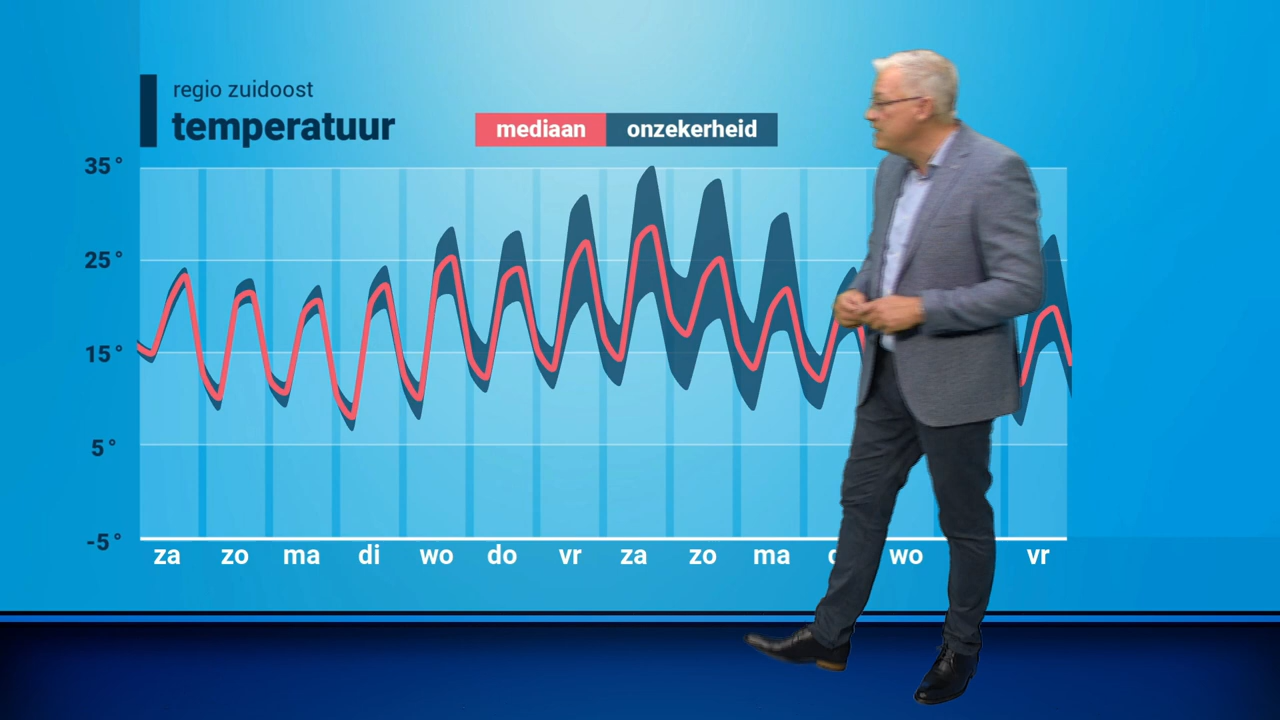 regio zuidoost
temperatuur
mediaan onzekerheid
35°
25°
15°
5°
-5°
za zo ma di wo do vr za zo ma wo vr